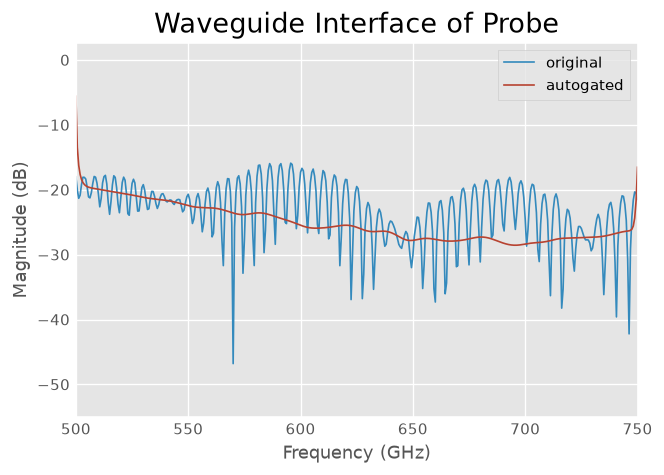 Waveguide Interface of Probe
original
autogated
Magnitude (dB)
0
−10
−20
−30
−40
−50
500
550
600
650
700
750
Frequency (GHz)